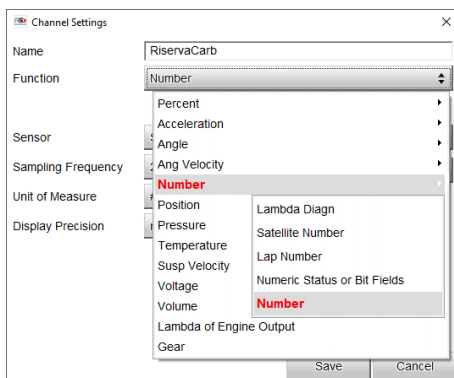 Channel Settings
Name RiservaCarb
Function Number
Percent
Acceleration
Angle
Sensor
Ang Velocity
Sampling Frequency
Number
Unit of Measure
Position
Lambda Diagn
Display Precision
Pressure
Satellite Number
Temperature
Lap Number
Susp Velocity
Numeric Status or Bit Fields
Voltage
Number
Volume
Lambda of Engine Output
Gear
Save Cancel